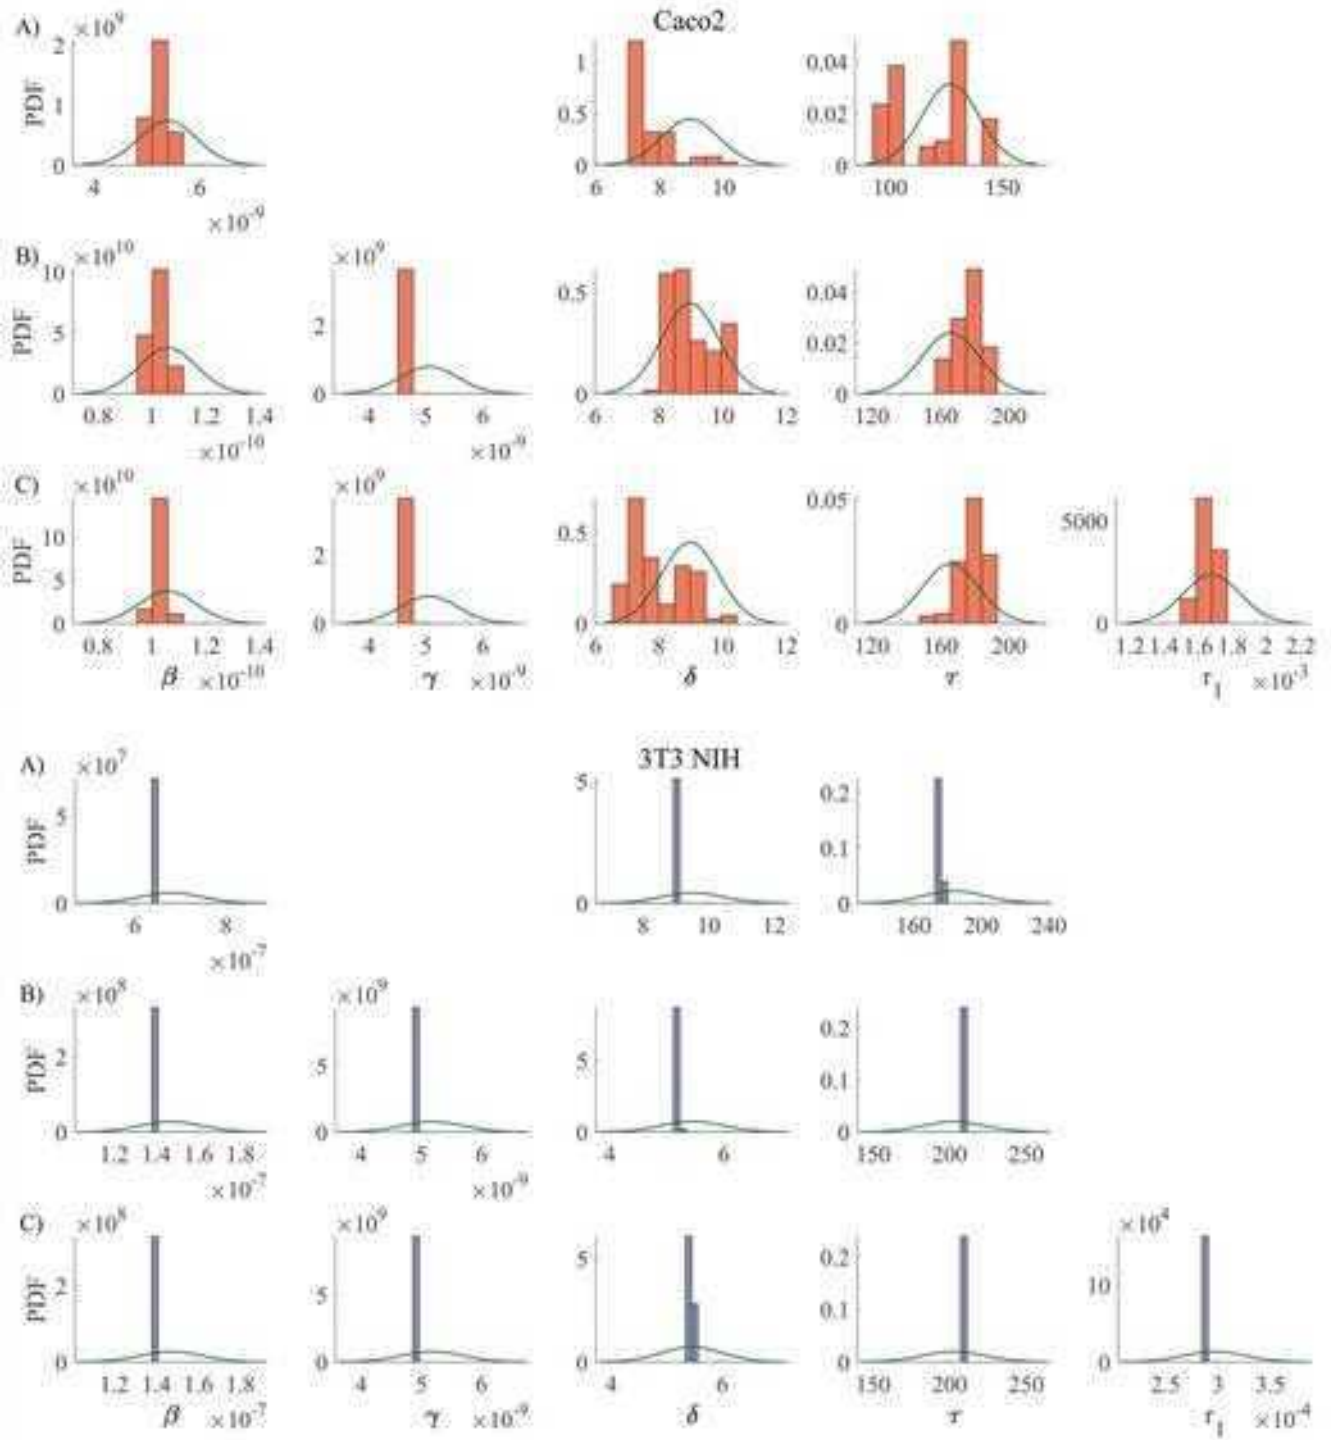 Caco2
A) ×10⁹
PDF
2
1
0
4 6
×10⁻⁹
1
0.5
0
6 8 10
0.04
0.02
0
100 150
B) ×10¹⁰
PDF
10
5
0
0.8 1 1.2 1.4
×10⁻¹⁰
×10⁹
2
0
4 5 6
×10⁻⁹
0.5
0
6 8 10 12
0.04
0.02
0
120 160 200
C) ×10¹⁰
PDF
10
5
0
0.8 1 1.2 1.4
β ×10⁻¹⁰
×10⁹
2
0
4 5 6
γ ×10⁻⁹
0.5
0
6 8 10 12
δ
0.05
0
120 160 200
τ
5000
0
1.2 1.4 1.6 1.8 2 2.2
r₁ ×10⁻³
3T3 NIH
A) ×10⁷
PDF
5
0
6 8
×10⁻⁷
5
0
8 10 12
0.2
0.1
0
160 200 240
B) ×10⁸
PDF
2
0
1.2 1.4 1.6 1.8
×10⁻⁷
×10⁹
5
0
4 5 6
×10⁻⁹
5
0
4 6
0.2
0.1
0
150 200 250
C) ×10⁸
PDF
2
0
1.2 1.4 1.6 1.8
β ×10⁻⁷
×10⁹
5
0
4 5 6
γ ×10⁻⁹
5
0
4 6
δ
0.2
0.1
0
150 200 250
τ
×10⁴
10
0
2.5 3 3.5
r₁ ×10⁻⁴